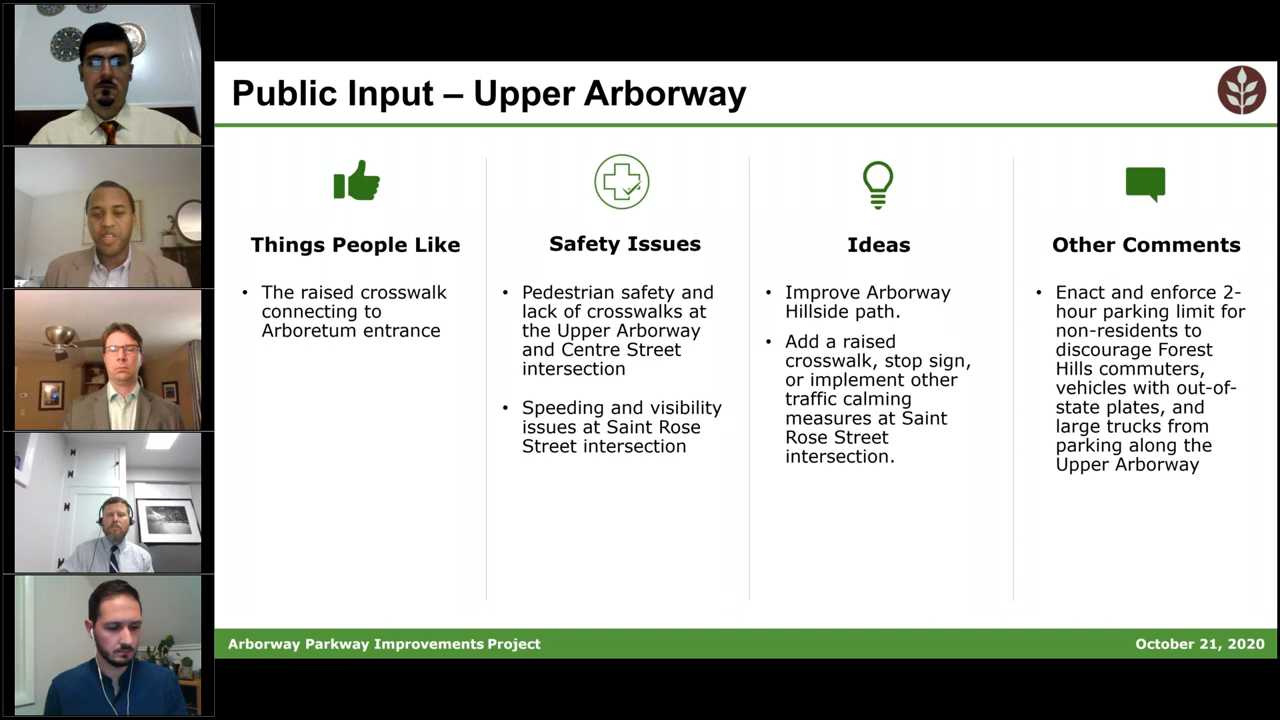 Public Input – Upper Arborway
Things People Like
• The raised crosswalk
connecting to
Arboretum entrance
Safety Issues
• Pedestrian safety and
lack of crosswalks at
the Upper Arborway
and Centre Street
intersection
• Speeding and visibility
issues at Saint Rose
Street intersection
Ideas
• Improve Arborway
Hillside path.
• Add a raised
crosswalk, stop sign,
or implement other
traffic calming
measures at Saint
Rose Street
intersection.
Other Comments
• Enact and enforce 2-
hour parking limit for
non-residents to
discourage Forest
Hills commuters,
vehicles with out-of-
state plates, and
large trucks from
parking along the
Upper Arborway
Arborway Parkway Improvements Project
October 21, 2020